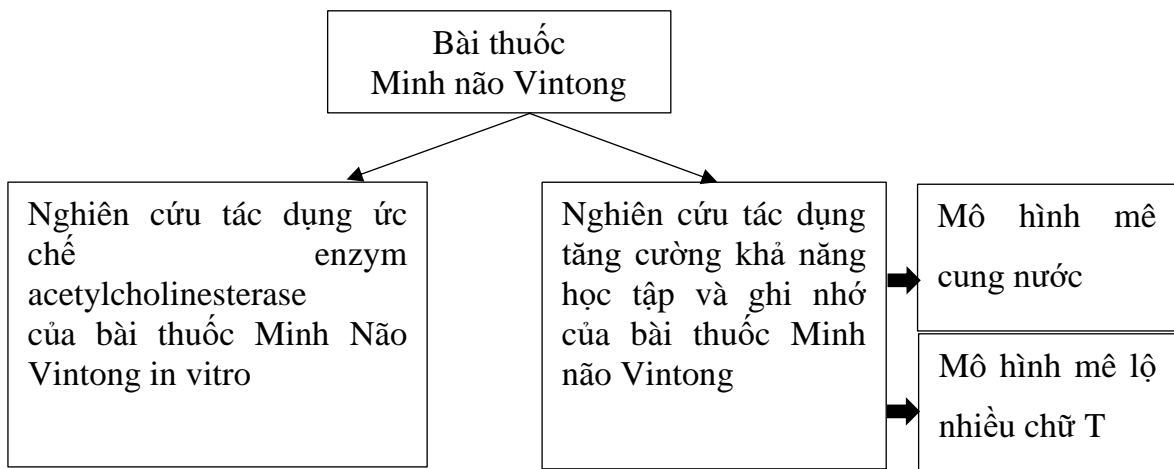 Bài thuốc
Minh não Vintong
Nghiên cứu tác dụng ức
chế enzym
acetylcholinesterase
của bài thuốc Minh Não
Vintong in vitro
Nghiên cứu tác dụng
tăng cường khả năng
học tập và ghi nhớ
của bài thuốc Minh
não Vintong
Mô hình mê
cung nước
Mô hình mê lộ
nhiều chữ T